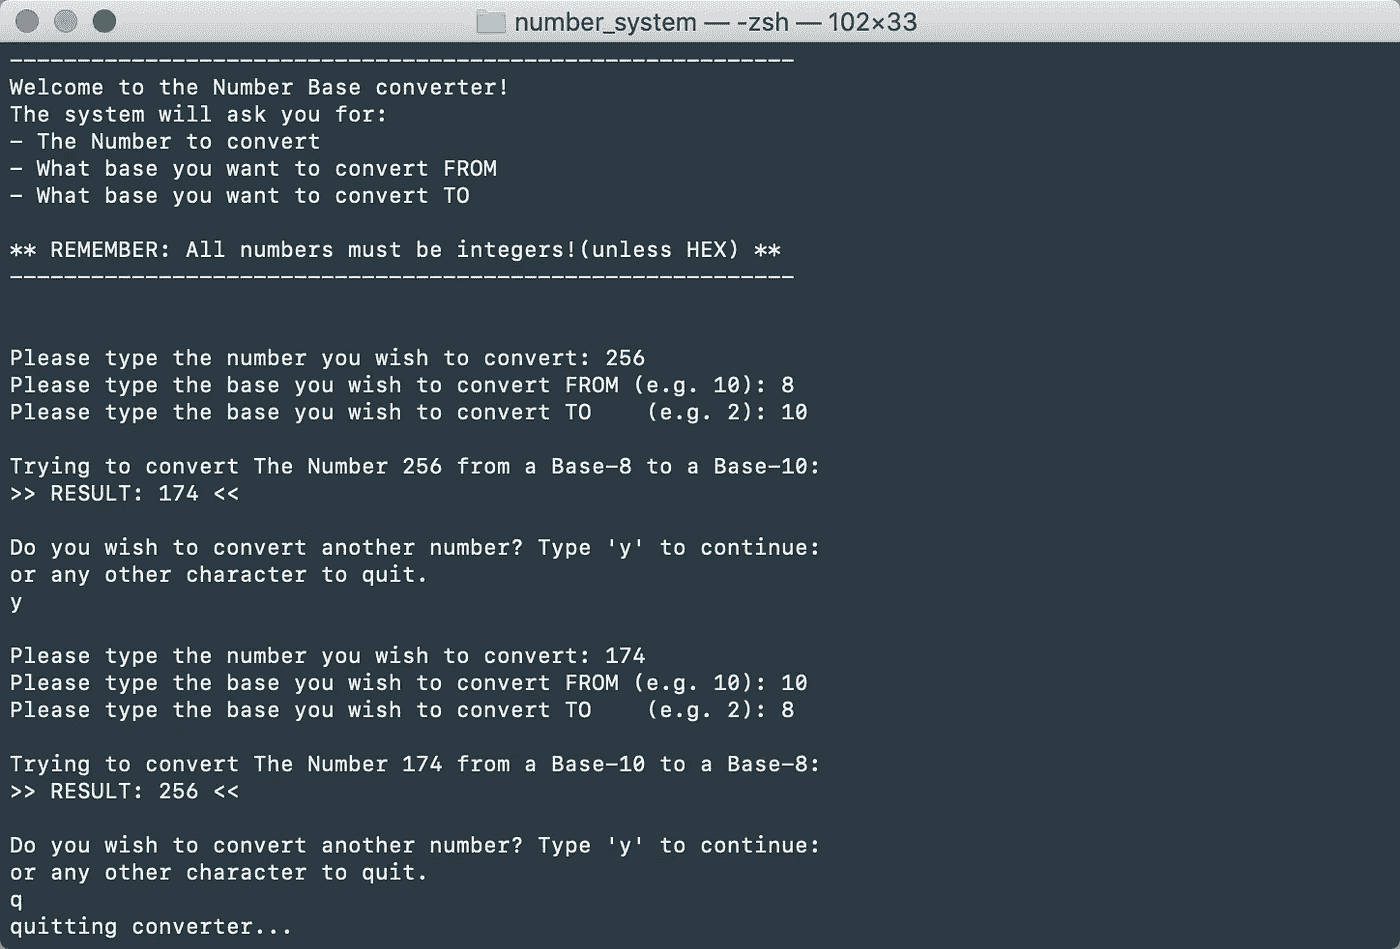 number_system — -zsh — 102×33
----------------------------------------------------------
Welcome to the Number Base converter!
The system will ask you for:
- The Number to convert
- What base you want to convert FROM
- What base you want to convert TO
** REMEMBER: All numbers must be integers!(unless HEX) **
----------------------------------------------------------
Please type the number you wish to convert: 256
Please type the base you wish to convert FROM (e.g. 10): 8
Please type the base you wish to convert TO    (e.g. 2): 10
Trying to convert The Number 256 from a Base-8 to a Base-10:
>> RESULT: 174 <<
Do you wish to convert another number? Type 'y' to continue:
or any other character to quit.
y
Please type the number you wish to convert: 174
Please type the base you wish to convert FROM (e.g. 10): 10
Please type the base you wish to convert TO    (e.g. 2): 8
Trying to convert The Number 174 from a Base-10 to a Base-8:
>> RESULT: 256 <<
Do you wish to convert another number? Type 'y' to continue:
or any other character to quit.
q
quitting converter...